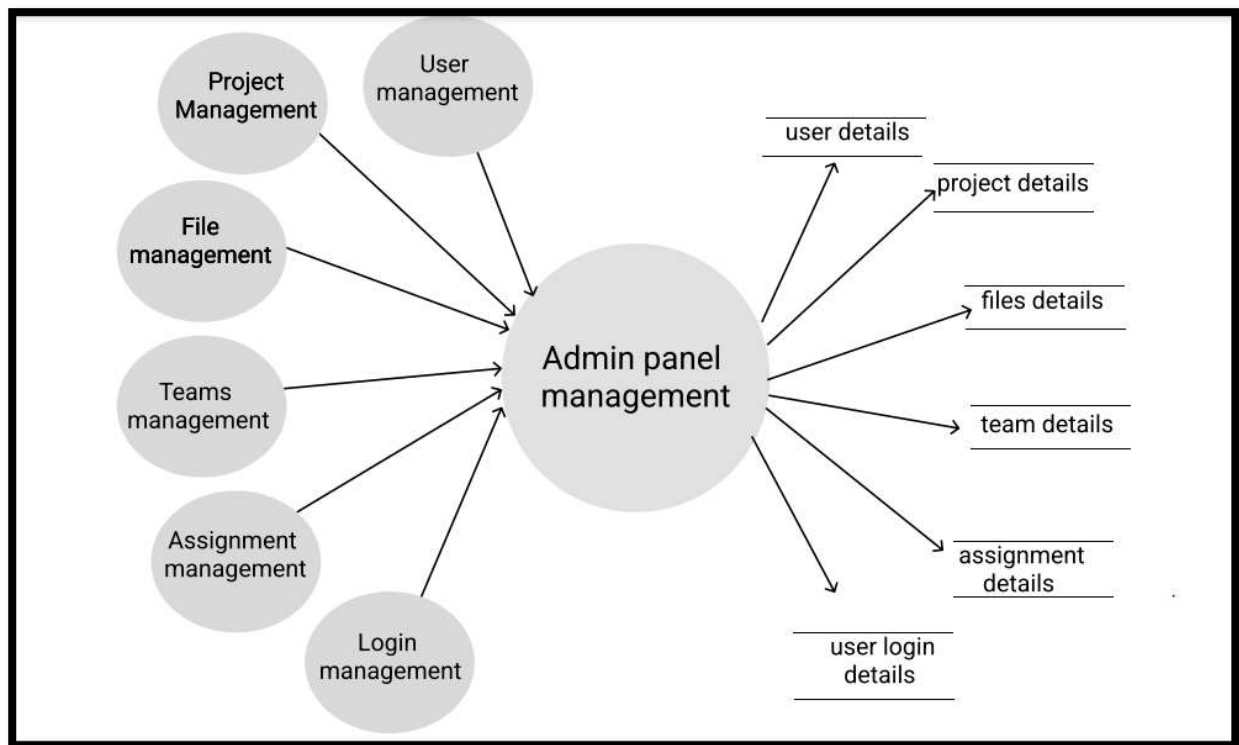 Project
Management
User
management
File
management
Teams
management
Assignment
management
Login
management
Admin panel
management
user details
project details
files details
team details
assignment
details
user login
details